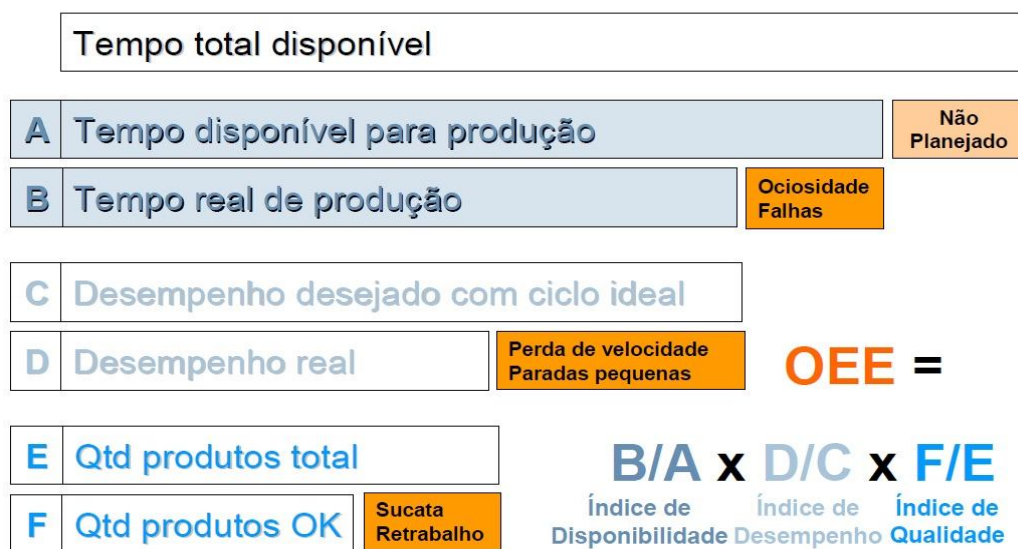 Tempo total disponível
A Tempo disponível para produção
Não
Planejado
B Tempo real de produção
Ociosidade
Falhas
C Desempenho desejado com ciclo ideal
D Desempenho real
Perda de velocidade
Paradas pequenas
OEE =
E Qtd produtos total
F Qtd produtos OK
Sucata
Retrabalho
B/A x D/C x F/E
Índice de Disponibilidade
Índice de Desempenho
Índice de Qualidade